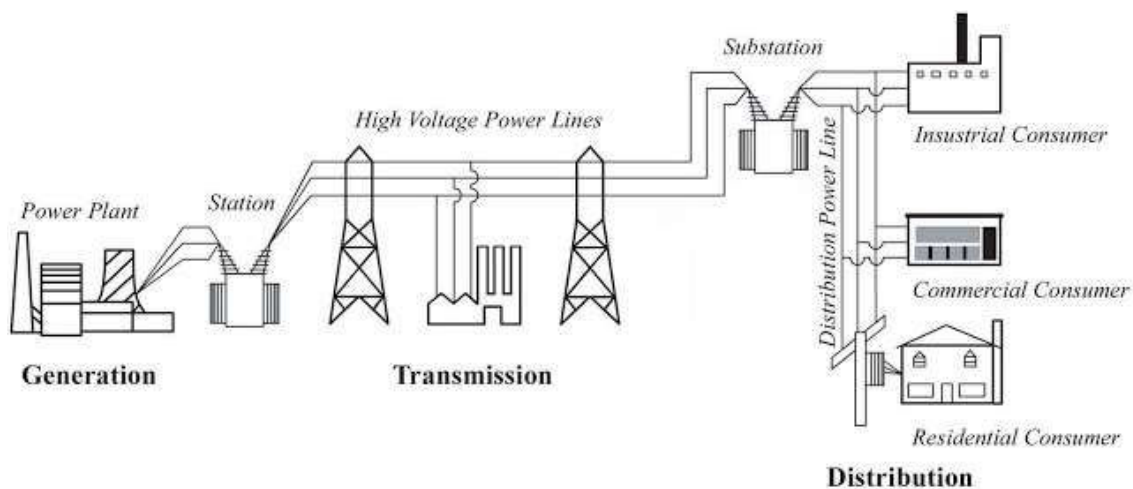 Substation
High Voltage Power Lines
Insustrial Consumer
Power Plant
Station
Distribution Power Line
Commercial Consumer
Generation
Transmission
Residential Consumer
Distribution